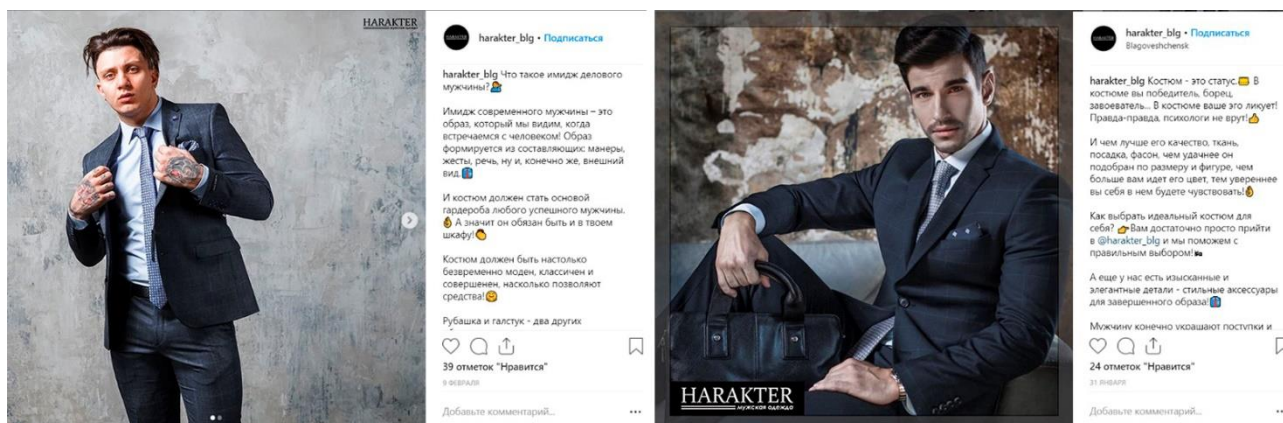 HARAKTER
harakter_blg • Подписаться
harakter_blg Что такое имидж делового
мужчины?
Имидж современного мужчины – это
образ, который мы видим, когда
встречаемся с человеком! Образ
формируется из составляющих: манеры,
жесты, речь, ну и, конечно же, внешний
вид.
И костюм должен стать основой
гардероба любого успешного мужчины.
А значит он обязан быть и в твоем
шкафу!
Костюм должен быть настолько
безвременно моден, классичен и
совершенен, насколько позволяют
средства!
Рубашка и галстук - два других
39 отметок "Нравится"
9 ФЕВРАЛЯ
Добавьте комментарий...
HARAKTER
мужская одежда
harakter_blg • Подписаться
Blagoveshchensk
harakter_blg Костюм - это статус. В
костюме вы победитель, борец,
завоеватель... В костюме ваше эго ликует!
Правда-правда, психологи не врут!
И чем лучше его качество, ткань,
посадка, фасон, чем удачнее он
подобран по размеру и фигуре, чем
больше вам идет его цвет, тем увереннее
вы себя в нем будете чувствовать!
Как выбрать идеальный костюм для
себя? Вам достаточно просто прийти
в @harakter_blg и мы поможем с
правильным выбором!
А еще у нас есть изысканные и
элегантные детали - стильные аксессуары
для завершенного образа!
Мужчину конечно украшают поступки и
24 отметок "Нравится"
31 ЯНВАРЯ
Добавьте комментарий...